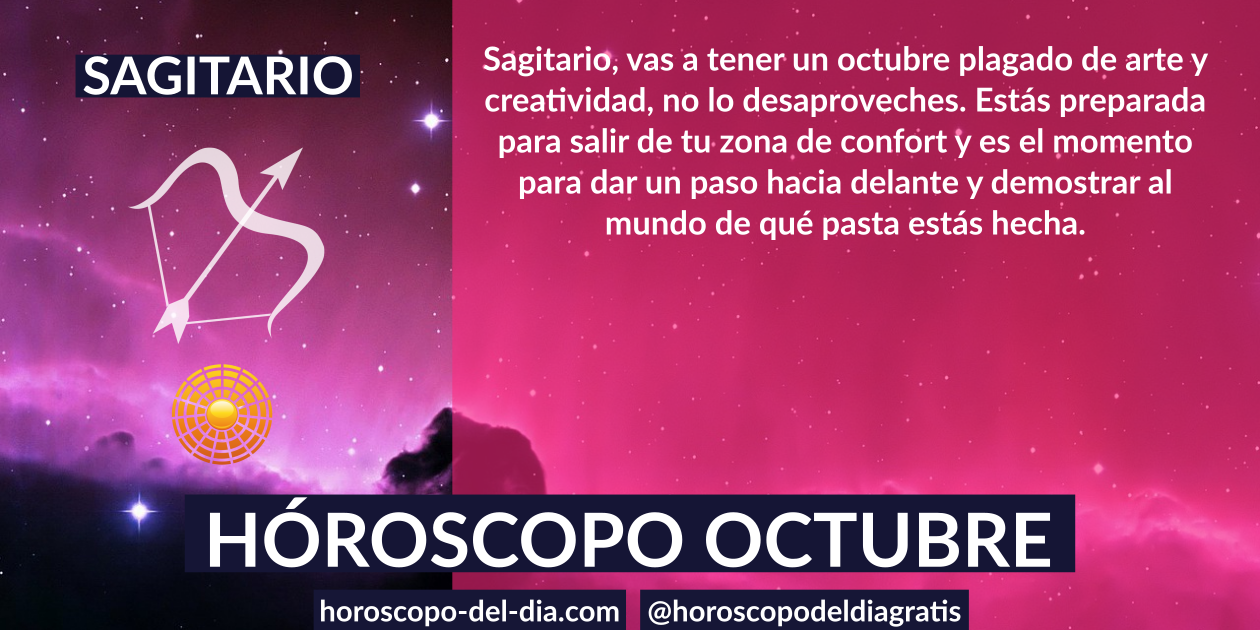 SAGITARIO
Sagitario, vas a tener un octubre plagado de arte y
creatividad, no lo desaproveches. Estás preparada
para salir de tu zona de confort y es el momento
para dar un paso hacia delante y demostrar al
mundo de qué pasta estás hecha.
HÓROSCOPO OCTUBRE
horoscopo-del-dia.com
@horoscopodeldiagratis